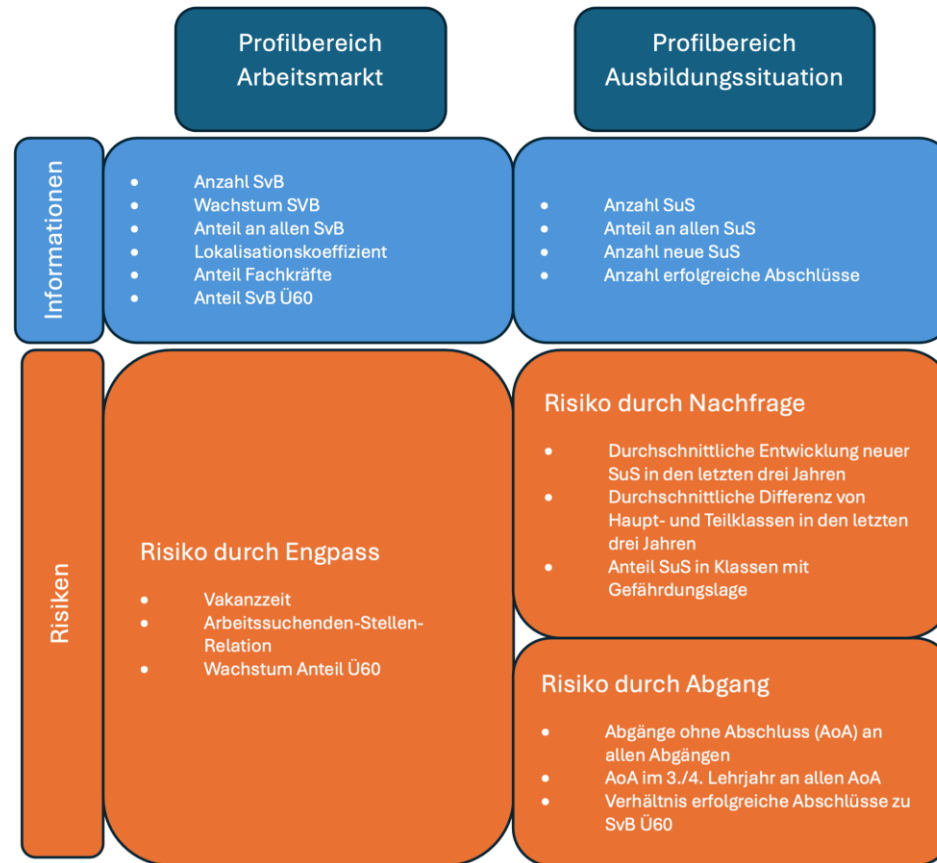 Profilbereich
Arbeitsmarkt
Profilbereich
Ausbildungssituation
Informationen
• Anzahl SvB
• Wachstum SVB
• Anteil an allen SvB
• Lokalisationskoeffizient
• Anteil Fachkräfte
• Anteil SvB Ü60
• Anzahl SuS
• Anteil an allen SuS
• Anzahl neue SuS
• Anzahl erfolgreiche Abschlüsse
Risiken
Risiko durch Engpass
• Vakanzzeit
• Arbeitssuchenden-Stellen-
Relation
• Wachstum Anteil Ü60
Risiko durch Nachfrage
• Durchschnittliche Entwicklung neuer
SuS in den letzten drei Jahren
• Durchschnittliche Differenz von
Haupt- und Teilklassen in den letzten
drei Jahren
• Anteil SuS in Klassen mit
Gefährdungslage
Risiko durch Abgang
• Abgänge ohne Abschluss (AoA) an
allen Abgängen
• AoA im 3./4. Lehrjahr an allen AoA
• Verhältnis erfolgreiche Abschlüsse zu
SvB Ü60